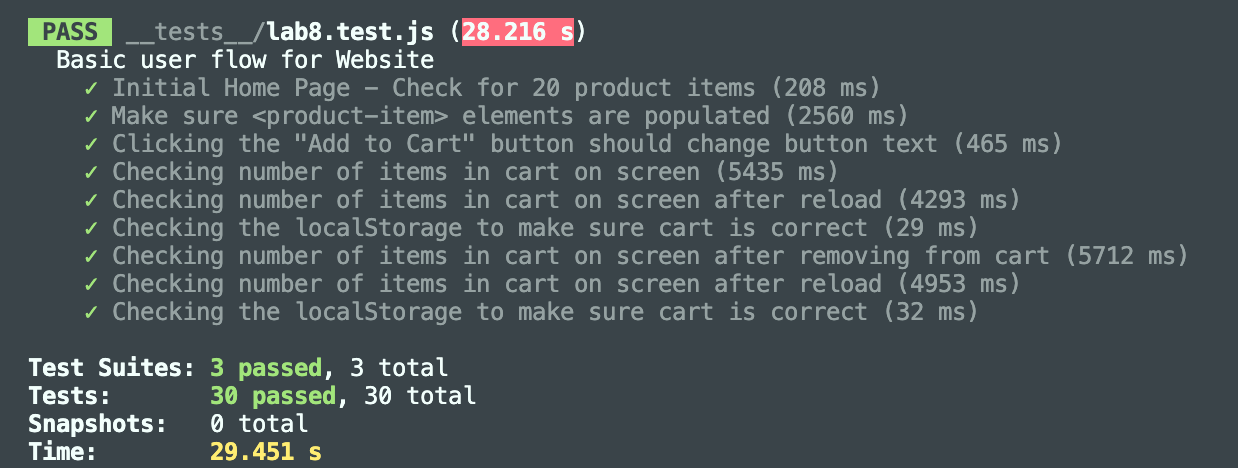 PASS __tests__/lab8.test.js (28.216 s)
Basic user flow for Website
✓ Initial Home Page – Check for 20 product items (208 ms)
✓ Make sure <product-item> elements are populated (2560 ms)
✓ Clicking the "Add to Cart" button should change button text (465 ms)
✓ Checking number of items in cart on screen (5435 ms)
✓ Checking number of items in cart on screen after reload (4293 ms)
✓ Checking the localStorage to make sure cart is correct (29 ms)
✓ Checking number of items in cart on screen after removing from cart (5712 ms)
✓ Checking number of items in cart on screen after reload (4953 ms)
✓ Checking the localStorage to make sure cart is correct (32 ms)
Test Suites: 3 passed, 3 total
Tests: 30 passed, 30 total
Snapshots: 0 total
Time: 29.451 s